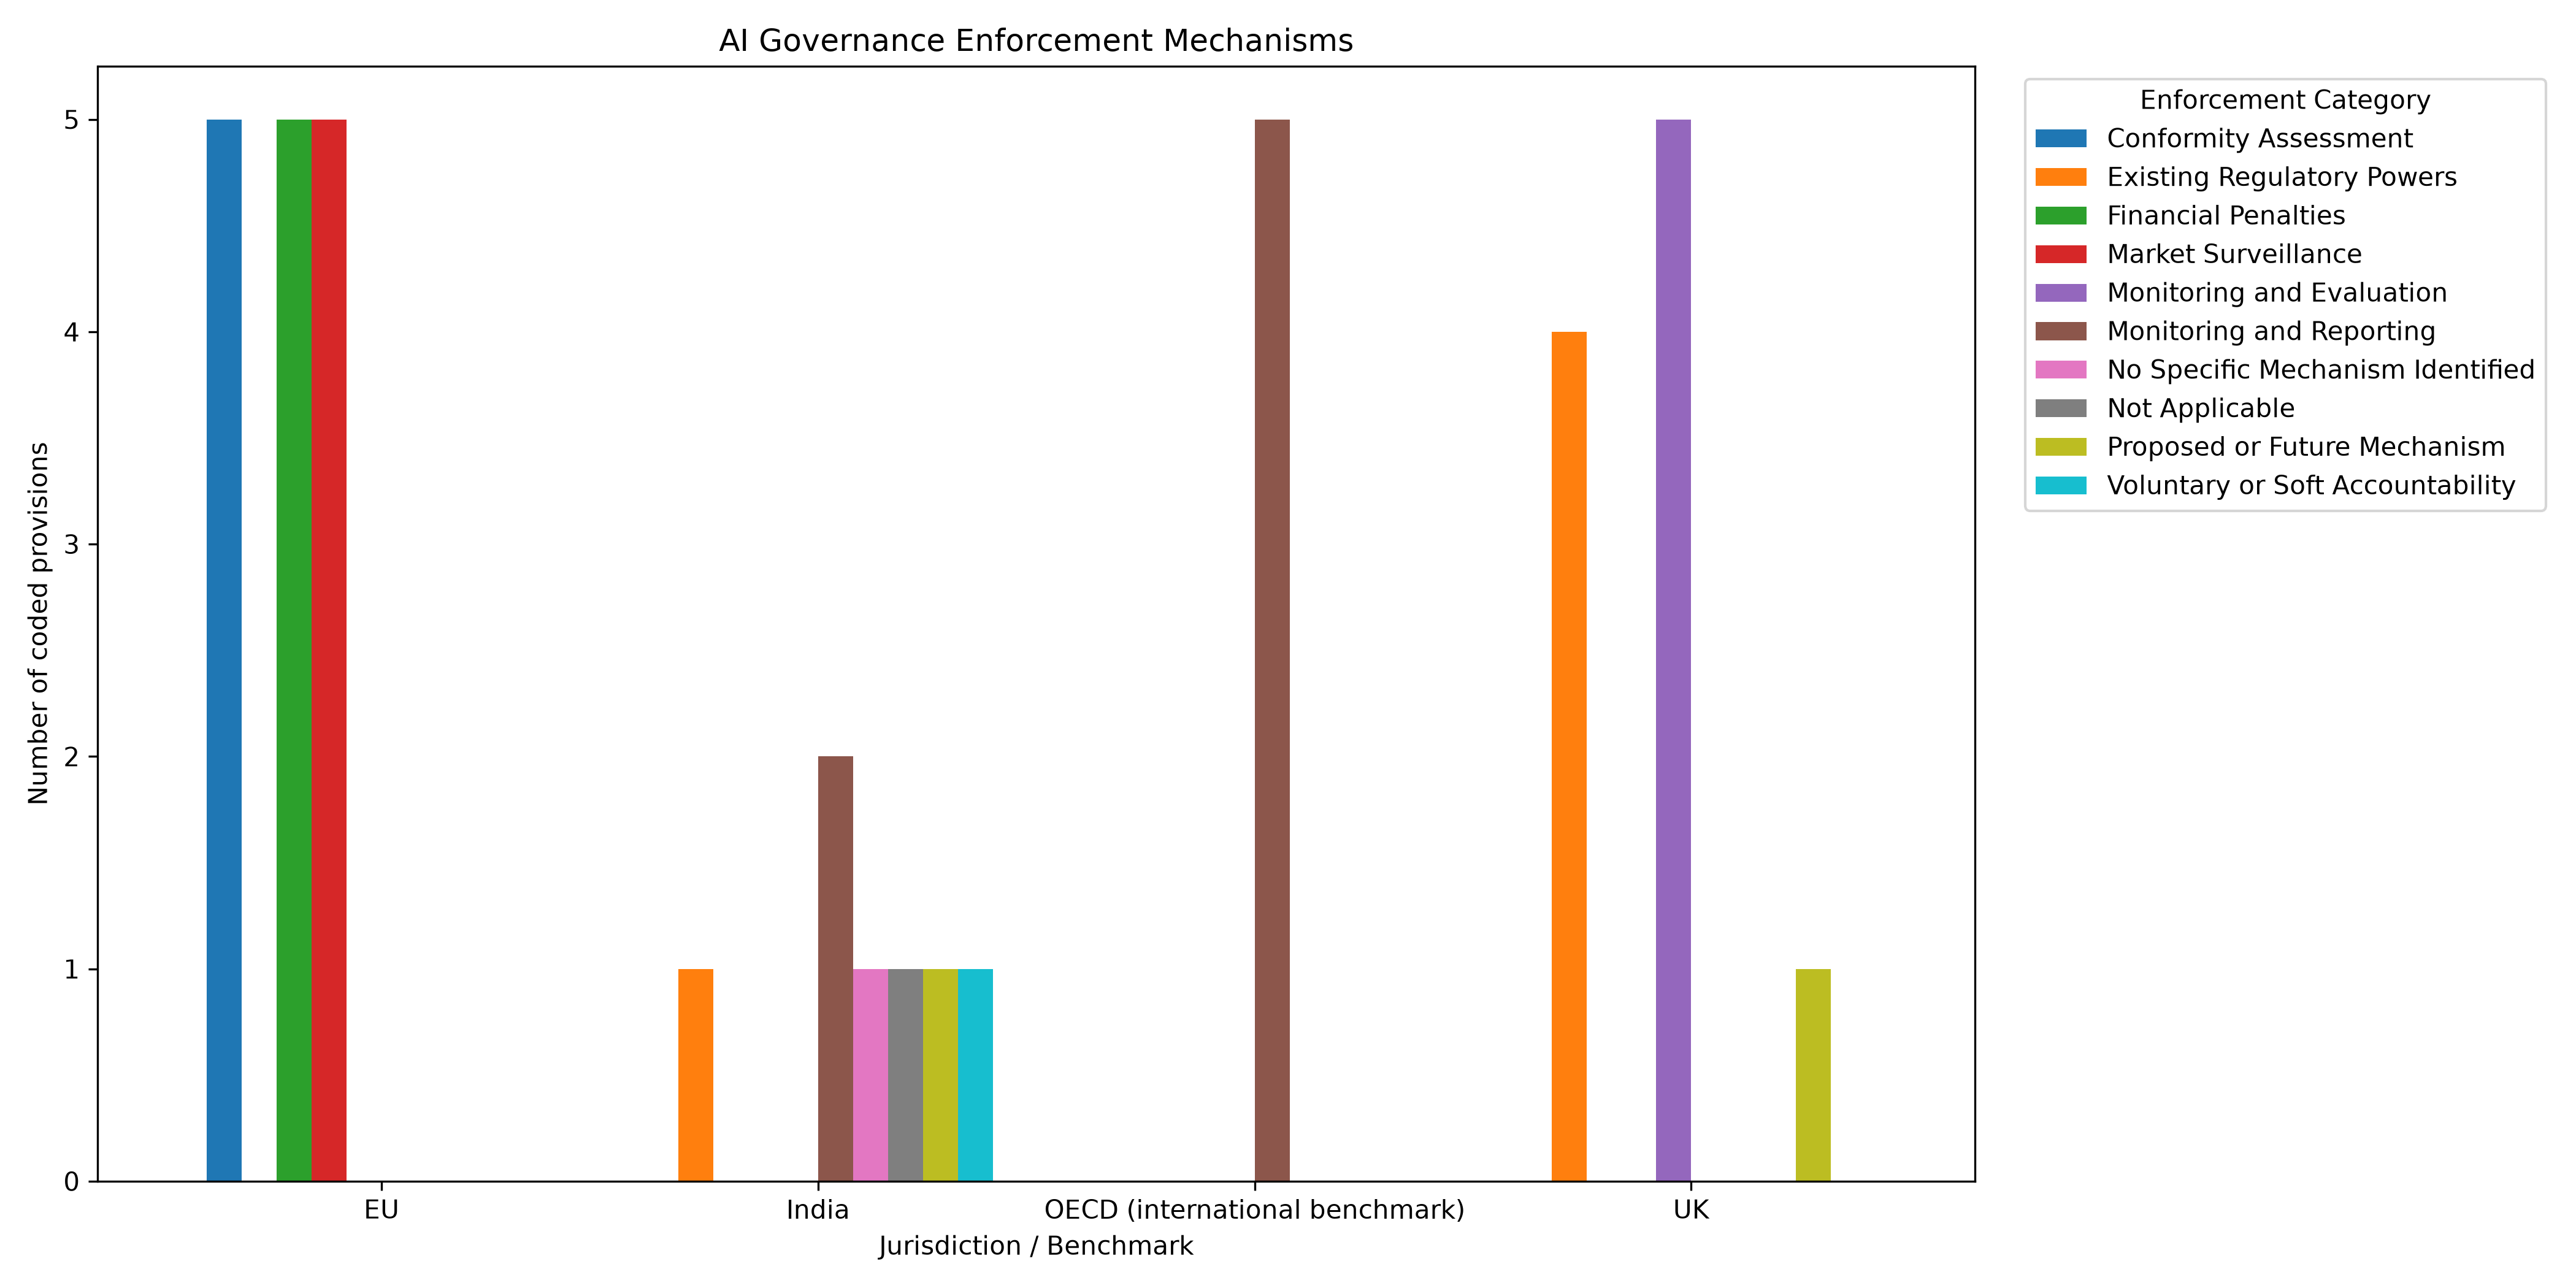 AI Governance Enforcement Mechanisms
Number of coded provisions
5
4
3
2
1
0
EU
India
OECD (international benchmark)
UK
Jurisdiction / Benchmark
Enforcement Category
Conformity Assessment
Existing Regulatory Powers
Financial Penalties
Market Surveillance
Monitoring and Evaluation
Monitoring and Reporting
No Specific Mechanism Identified
Not Applicable
Proposed or Future Mechanism
Voluntary or Soft Accountability